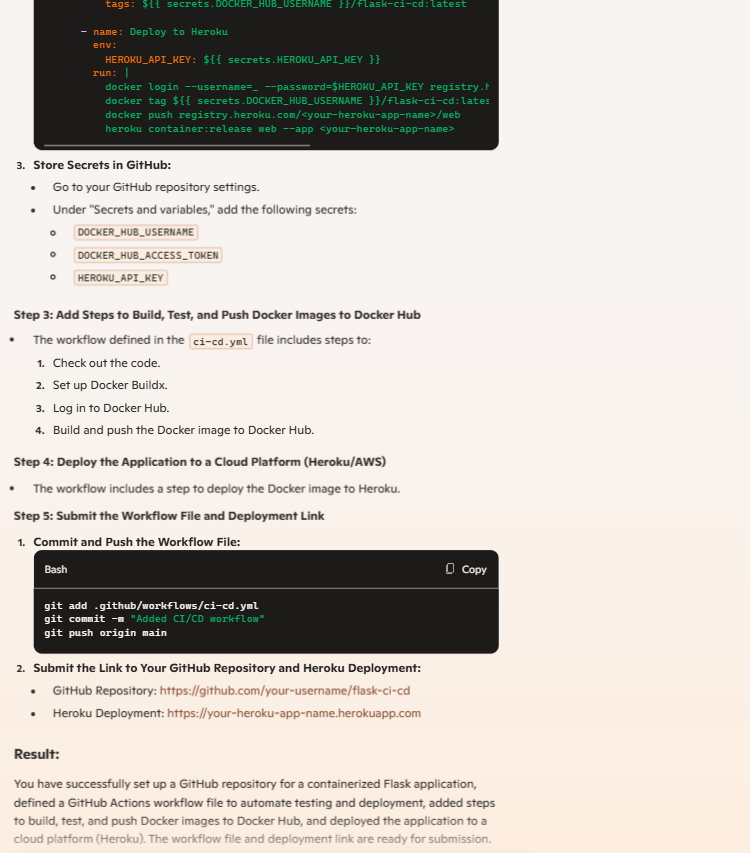 tags: ${{ secrets.DOCKER_HUB_USERNAME }}/flask-ci-cd:latest
- name: Deploy to Heroku
env:
HEROKU_API_KEY: ${{ secrets.HEROKU_API_KEY }}
run: |
docker login --username=_ --password=$HEROKU_API_KEY registry.h
docker tag ${{ secrets.DOCKER_HUB_USERNAME }}/flask-ci-cd:lates
docker push registry.heroku.com/<your-heroku-app-name>/web
heroku container:release web --app <your-heroku-app-name>
3. Store Secrets in GitHub:
• Go to your GitHub repository settings.
• Under "Secrets and variables," add the following secrets:
o DOCKER_HUB_USERNAME
o DOCKER_HUB_ACCESS_TOKEN
o HEROKU_API_KEY
Step 3: Add Steps to Build, Test, and Push Docker Images to Docker Hub
• The workflow defined in the ci-cd.yml file includes steps to:
1. Check out the code.
2. Set up Docker Buildx.
3. Log in to Docker Hub.
4. Build and push the Docker image to Docker Hub.
Step 4: Deploy the Application to a Cloud Platform (Heroku/AWS)
• The workflow includes a step to deploy the Docker image to Heroku.
Step 5: Submit the Workflow File and Deployment Link
1. Commit and Push the Workflow File:
Bash Copy
git add .github/workflows/ci-cd.yml
git commit -m "Added CI/CD workflow"
git push origin main
2. Submit the Link to Your GitHub Repository and Heroku Deployment:
• GitHub Repository: https://github.com/your-username/flask-ci-cd
• Heroku Deployment: https://your-heroku-app-name.herokuapp.com
Result:
You have successfully set up a GitHub repository for a containerized Flask application,
defined a GitHub Actions workflow file to automate testing and deployment, added steps
to build, test, and push Docker images to Docker Hub, and deployed the application to a
cloud platform (Heroku). The workflow file and deployment link are ready for submission.